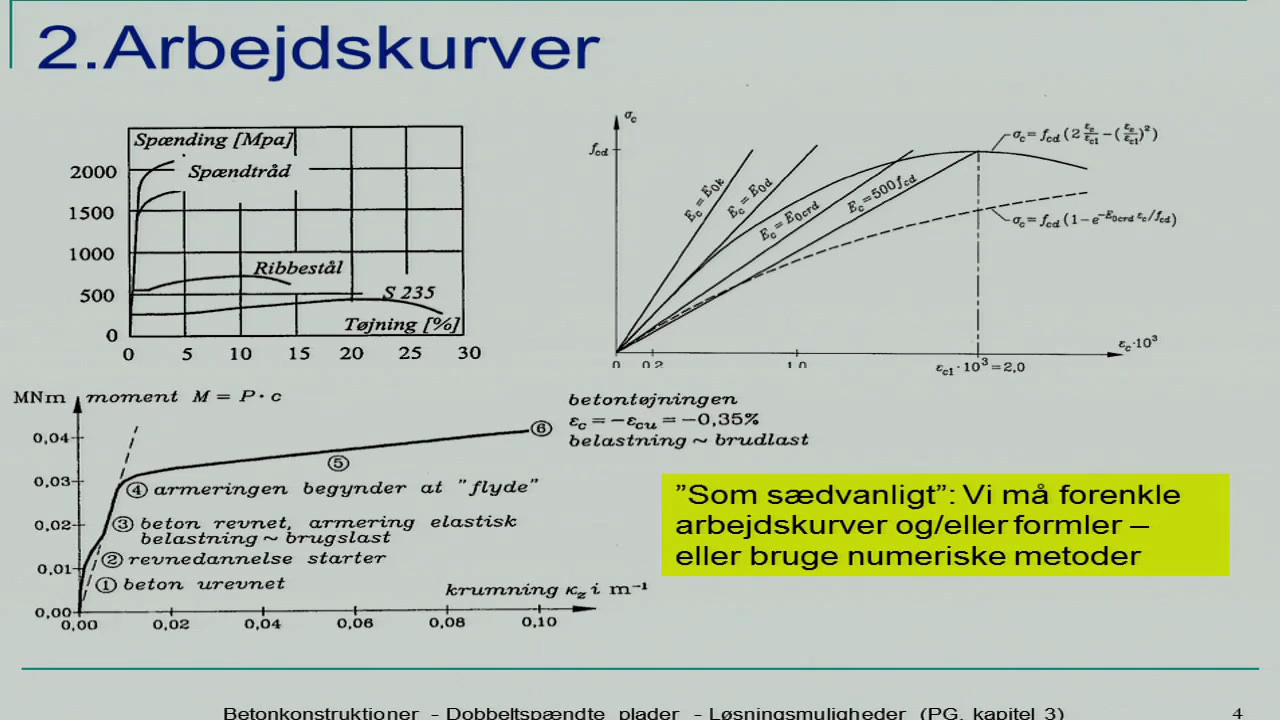 2.Arbejdskurver
Spænding [Mpa]
Spændtråd
Ribbestål
S 235
Tøjning [%]
2000
1500
1000
500
0
0 5 10 15 20 25 30
σc
fcd
Ec = E0k
Ec = E0d
Ec = E0crd
Ec = 500fcd
σc = fcd (2 εc/εc1 − (εc/εc1)²)
σc = fcd (1 − e^−E0crd εc/fcd)
εc·10³
0 0,2 1,0 εc1·10³ = 2,0
MNm moment M = P · c
0,04
0,03
0,02
0,01
0,00
0,00 0,02 0,04 0,06 0,08 0,10
⑥
⑤
④ armeringen begynder at "flyde"
③ beton revnet, armering elastisk
belastning ~ brugslast
② revnedannelse starter
① beton urevnet
krumning κz i m⁻¹
betontøjningen
εc = −εcu = −0,35%
belastning ~ brudlast
”Som sædvanligt”: Vi må forenkle
arbejdskurver og/eller formler –
eller bruge numeriske metoder
Betonkonstruktioner - Dobbeltspændte plader - Løsningsmuligheder (PG, kapitel 3)
4